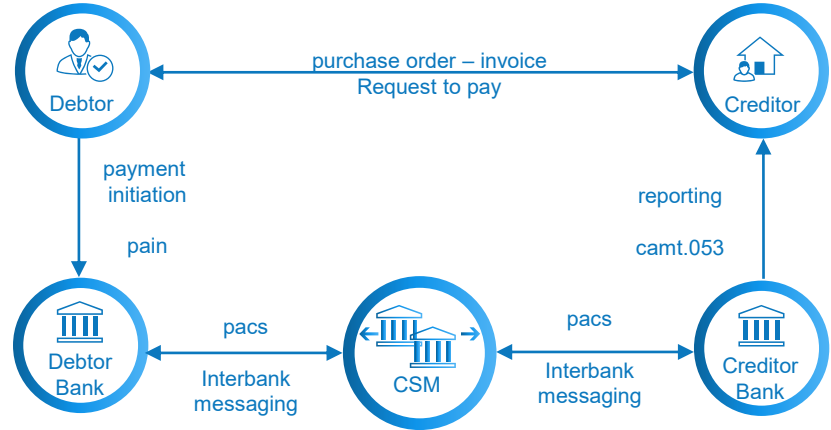 purchase order – invoice
Request to pay
Debtor
Creditor
payment
initiation
pain
reporting
camt.053
Debtor
Bank
pacs
Interbank
messaging
CSM
pacs
Interbank
messaging
Creditor
Bank